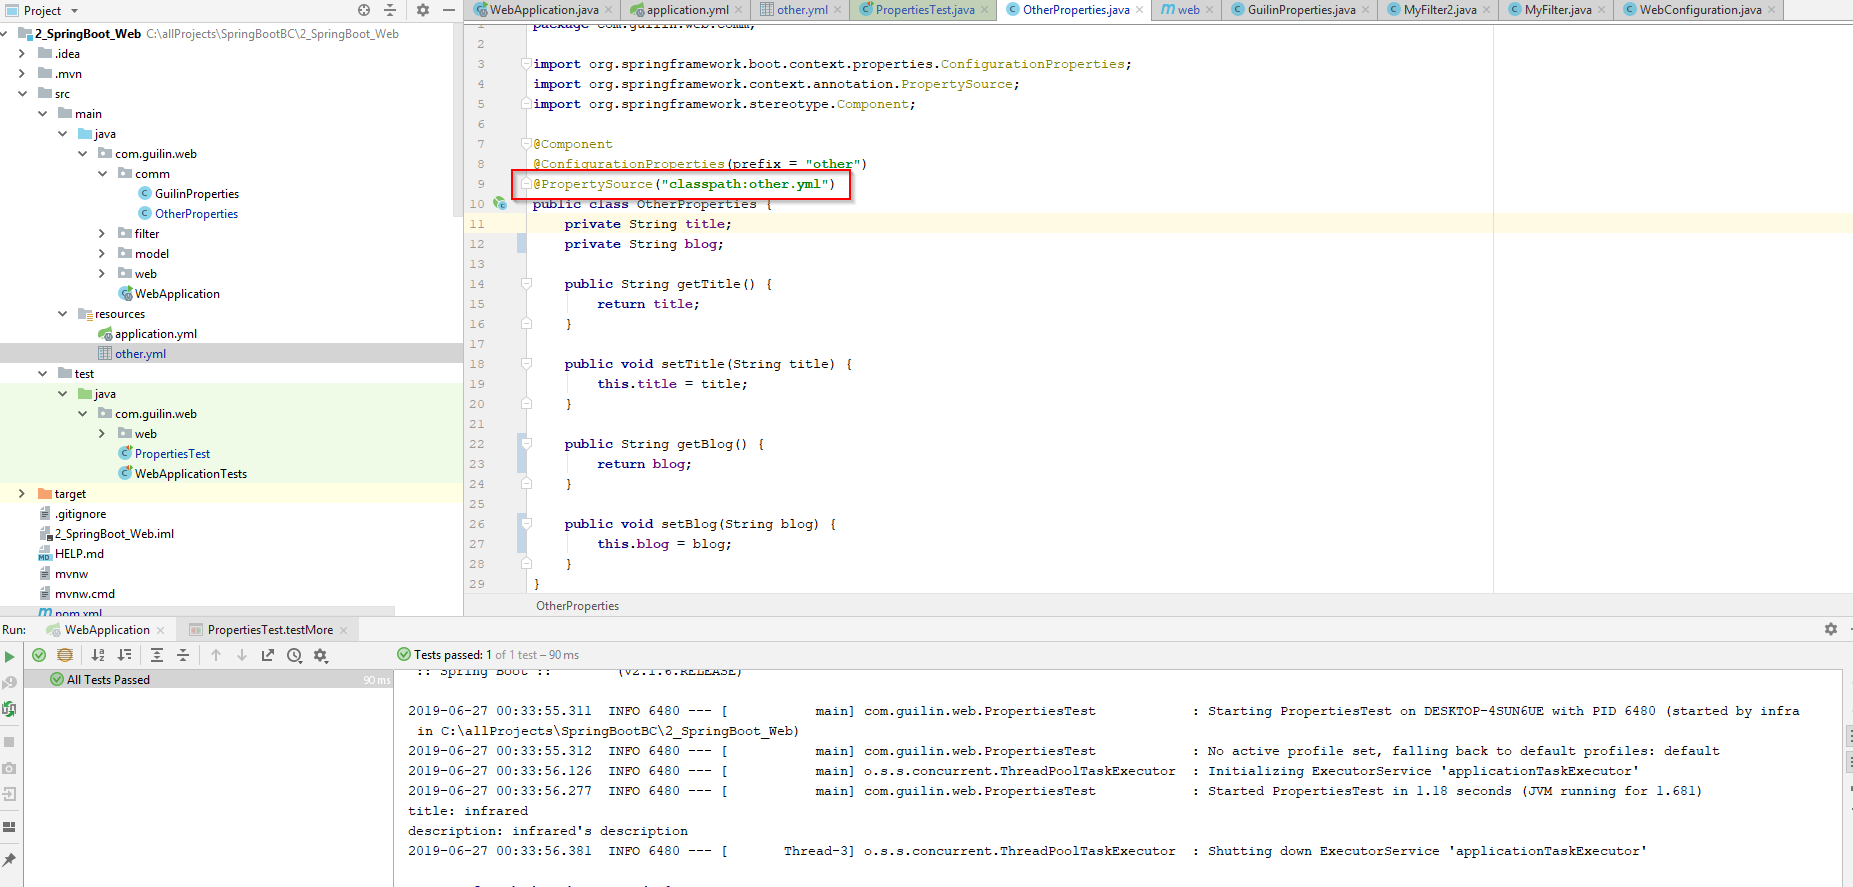 Project
2_SpringBoot_Web C:\allProjects\SpringBootBC\2_SpringBoot_Web
.idea
.mvn
src
main
java
com.guilin.web
comm
GuilinProperties
OtherProperties
filter
model
web
WebApplication
resources
application.yml
other.yml
test
java
com.guilin.web
web
PropertiesTest
WebApplicationTests
target
.gitignore
2_SpringBoot_Web.iml
HELP.md
mvnw
mvnw.cmd
pom.xml
WebApplication.java application.yml other.yml PropertiesTest.java OtherProperties.java web GuilinProperties.java MyFilter2.java MyFilter.java WebConfiguration.java
1 package com.guilin.web.comm;
2
3 import org.springframework.boot.context.properties.ConfigurationProperties;
4 import org.springframework.context.annotation.PropertySource;
5 import org.springframework.stereotype.Component;
6
7 @Component
8 @ConfigurationProperties(prefix = "other")
9 @PropertySource("classpath:other.yml")
10 public class OtherProperties {
11 private String title;
12 private String blog;
13
14 public String getTitle() {
15 return title;
16 }
17
18 public void setTitle(String title) {
19 this.title = title;
20 }
21
22 public String getBlog() {
23 return blog;
24 }
25
26 public void setBlog(String blog) {
27 this.blog = blog;
28 }
29 }
OtherProperties
Run: WebApplication PropertiesTest.testMore
Tests passed: 1 of 1 test – 90 ms
All Tests Passed 90 ms
:: Spring Boot :: (v2.1.6.RELEASE)
2019-06-27 00:33:55.311 INFO 6480 --- [ main] com.guilin.web.PropertiesTest : Starting PropertiesTest on DESKTOP-4SUN6UE with PID 6480 (started by infra
in C:\allProjects\SpringBootBC\2_SpringBoot_Web)
2019-06-27 00:33:55.312 INFO 6480 --- [ main] com.guilin.web.PropertiesTest : No active profile set, falling back to default profiles: default
2019-06-27 00:33:56.126 INFO 6480 --- [ main] o.s.s.concurrent.ThreadPoolTaskExecutor : Initializing ExecutorService 'applicationTaskExecutor'
2019-06-27 00:33:56.277 INFO 6480 --- [ main] com.guilin.web.PropertiesTest : Started PropertiesTest in 1.18 seconds (JVM running for 1.681)
title: infrared
description: infrared's description
2019-06-27 00:33:56.381 INFO 6480 --- [ Thread-3] o.s.s.concurrent.ThreadPoolTaskExecutor : Shutting down ExecutorService 'applicationTaskExecutor'